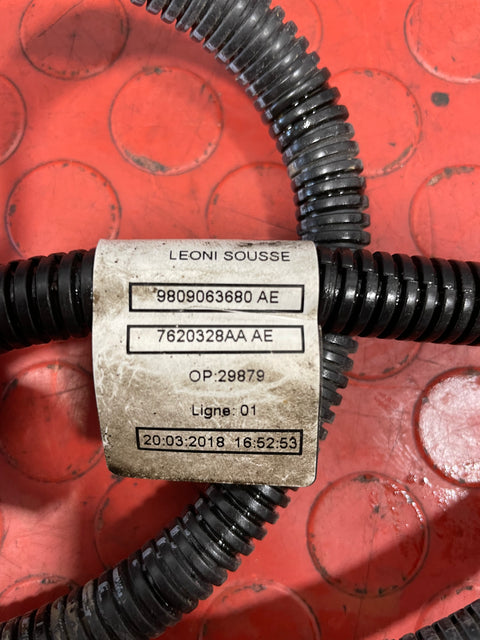 LEONI SOUSSE
9809063680 AE
7620328AA AE
OP:29879
Ligne: 01
20:03:2018 16:52:53